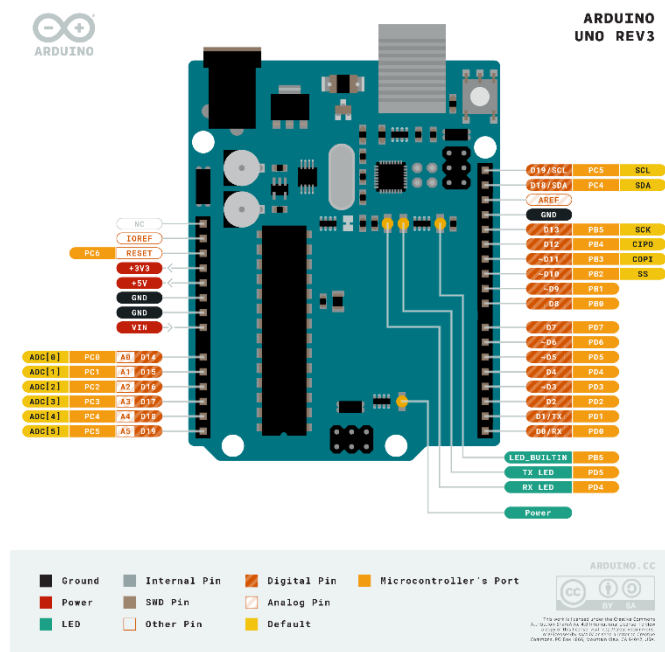 ARDUINO
ARDUINO
UNO REV3
NC
IOREF
PC6 RESET
+3V3
+5V
GND
GND
VIN
ADC[0] PC0 A0 D14
ADC[1] PC1 A1 D15
ADC[2] PC2 A2 D16
ADC[3] PC3 A3 D17
ADC[4] PC4 A4 D18
ADC[5] PC5 A5 D19
D19/SCL PC5 SCL
D18/SDA PC4 SDA
AREF
GND
D13 PB5 SCK
D12 PB4 CIPO
~D11 PB3 COPI
~D10 PB2 SS
~D9 PB1
D8 PB0
D7 PD7
~D6 PD6
~D5 PD5
D4 PD4
~D3 PD3
D2 PD2
D1/TX PD1
D0/RX PD0
LED_BUILTIN PB5
TX LED PD5
RX LED PD4
Power
Ground Internal Pin Digital Pin Microcontroller's Port
Power SWD Pin Analog Pin
LED Other Pin Default
ARDUINO.CC
CC
BY SA